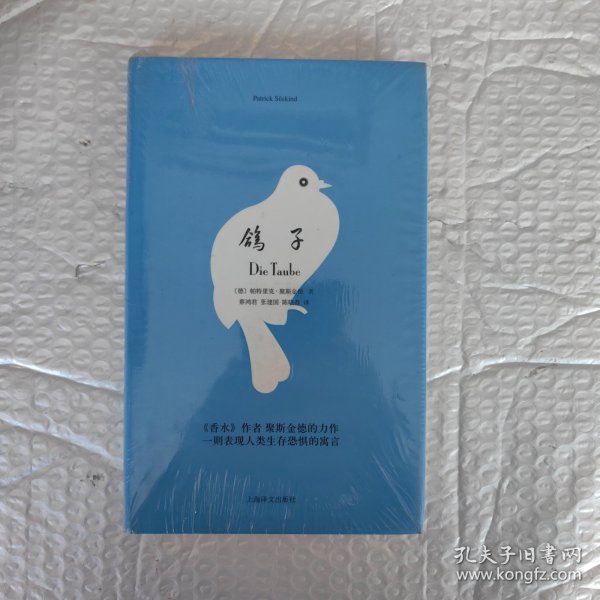 Patrick Süskind
鸽子
Die Taube
〔德〕帕特里克·聚斯金德 著
蔡鸿君 张建国 陈晓春 译
《香水》作者 聚斯金德的力作
一则表现人类生存恐惧的寓言
上海译文出版社
孔夫子旧书网
www.kongfz.com